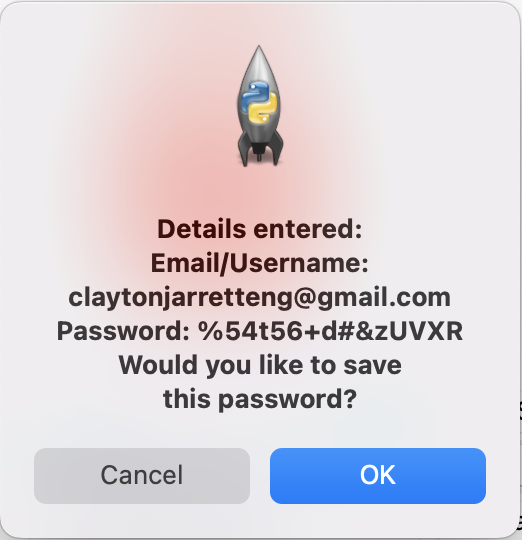 Details entered:
Email/Username:
claytonjarretteng@gmail.com
Password: %54t56+d#&zUVXR
Would you like to save
this password?
Cancel
OK